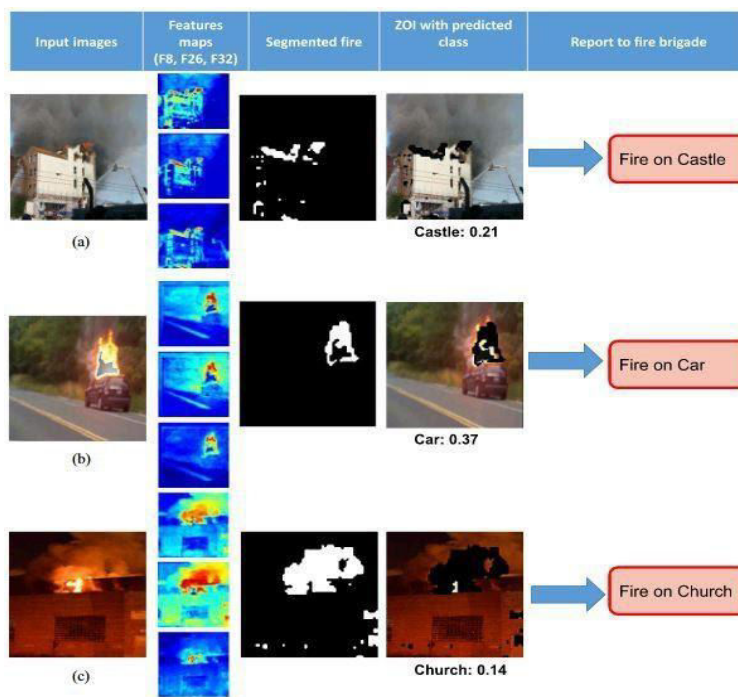 Input images
Features
maps
(F8, F26, F32)
Segmented fire
ZOI with predicted
class
Report to fire brigade
(a)
Castle: 0.21
Fire on Castle
(b)
Car: 0.37
Fire on Car
(c)
Church: 0.14
Fire on Church